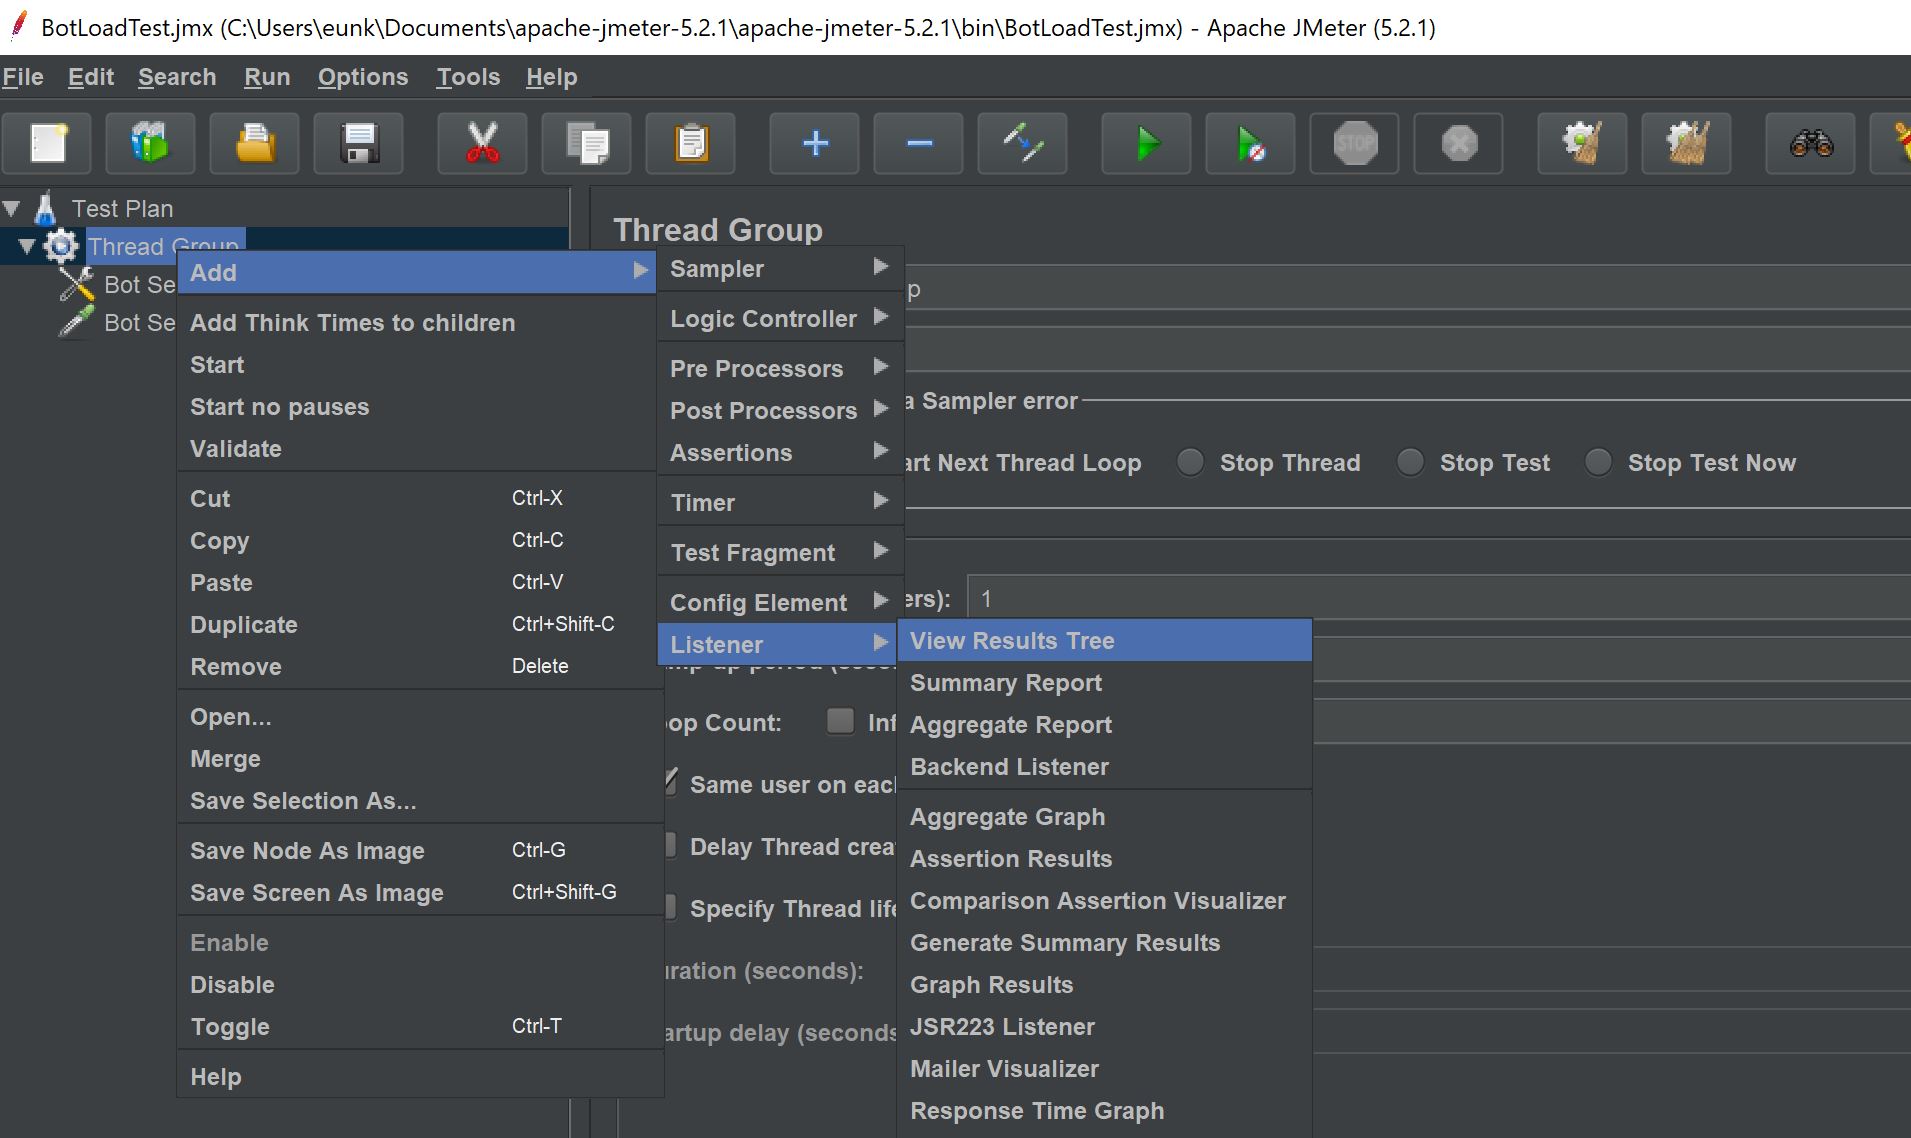 BotLoadTest.jmx (C:\Users\eunk\Documents\apache-jmeter-5.2.1\apache-jmeter-5.2.1\bin\BotLoadTest.jmx) - Apache JMeter (5.2.1)
File Edit Search Run Options Tools Help
STOP
Test Plan
Thread Group
Bot Se
Bot Se
Add
Add Think Times to children
Start
Start no pauses
Validate
Cut Ctrl-X
Copy Ctrl-C
Paste Ctrl-V
Duplicate Ctrl+Shift-C
Remove Delete
Open...
Merge
Save Selection As...
Save Node As Image Ctrl-G
Save Screen As Image Ctrl+Shift-G
Enable
Disable
Toggle Ctrl-T
Help
Sampler
Logic Controller
Pre Processors
Post Processors
Assertions
Timer
Test Fragment
Config Element
Listener
View Results Tree
Summary Report
Aggregate Report
Backend Listener
Aggregate Graph
Assertion Results
Comparison Assertion Visualizer
Generate Summary Results
Graph Results
JSR223 Listener
Mailer Visualizer
Response Time Graph
Thread Group
p
a Sampler error
art Next Thread Loop Stop Thread Stop Test Stop Test Now
ers): 1
op Count: Inf
Same user on eac
Delay Thread crea
Specify Thread life
uration (seconds):
artup delay (seconds